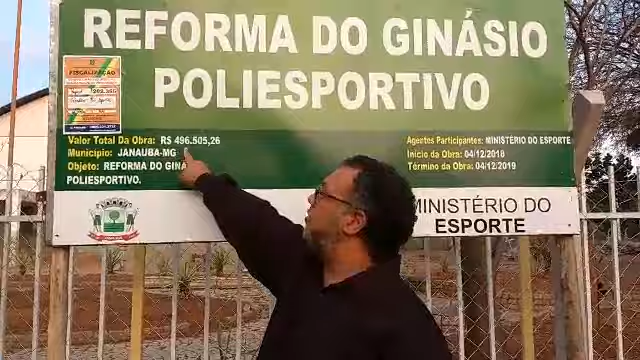 REFORMA DO GINÁSIO
POLIESPORTIVO
FISCALIZAÇÃO
Valor Total Da Obra: R$ 496.505,26
Município: JANAUBA-MG
Objeto: REFORMA DO GINÁ
POLIESPORTIVO.
Agentes Participantes: MINISTÉRIO DO ESPORTE
Início da Obra: 04/12/2018
Término da Obra: 04/12/2019
MINISTÉRIO DO
ESPORTE